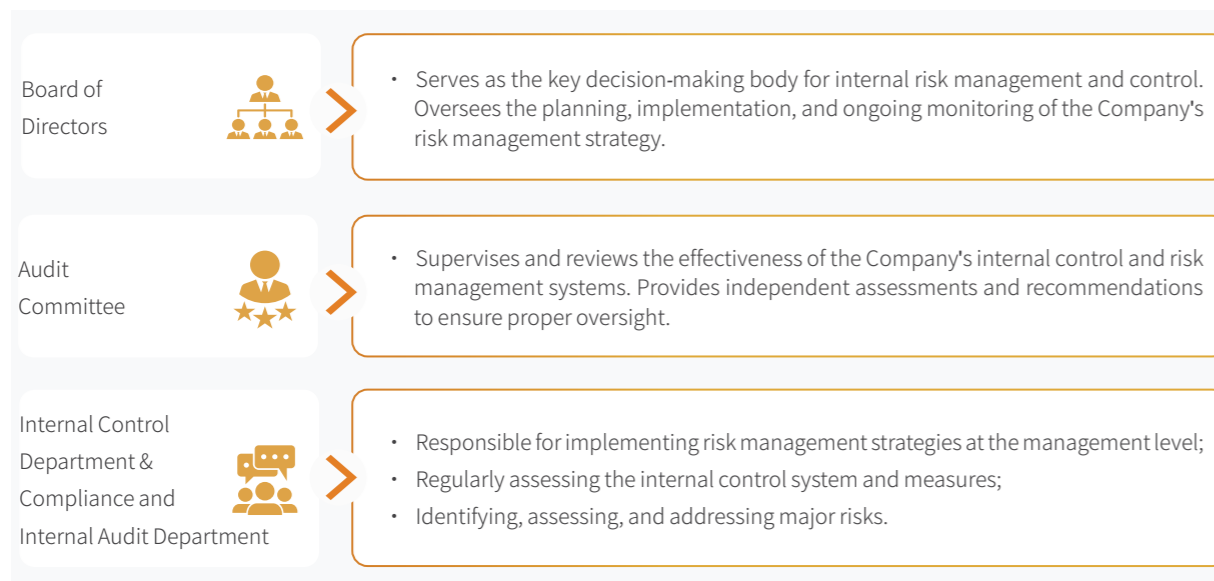 Board of
Directors
• Serves as the key decision-making body for internal risk management and control.
Oversees the planning, implementation, and ongoing monitoring of the Company's
risk management strategy.
Audit
Committee
• Supervises and reviews the effectiveness of the Company's internal control and risk
management systems. Provides independent assessments and recommendations
to ensure proper oversight.
Internal Control
Department &
Compliance and
Internal Audit Department
• Responsible for implementing risk management strategies at the management level;
• Regularly assessing the internal control system and measures;
• Identifying, assessing, and addressing major risks.